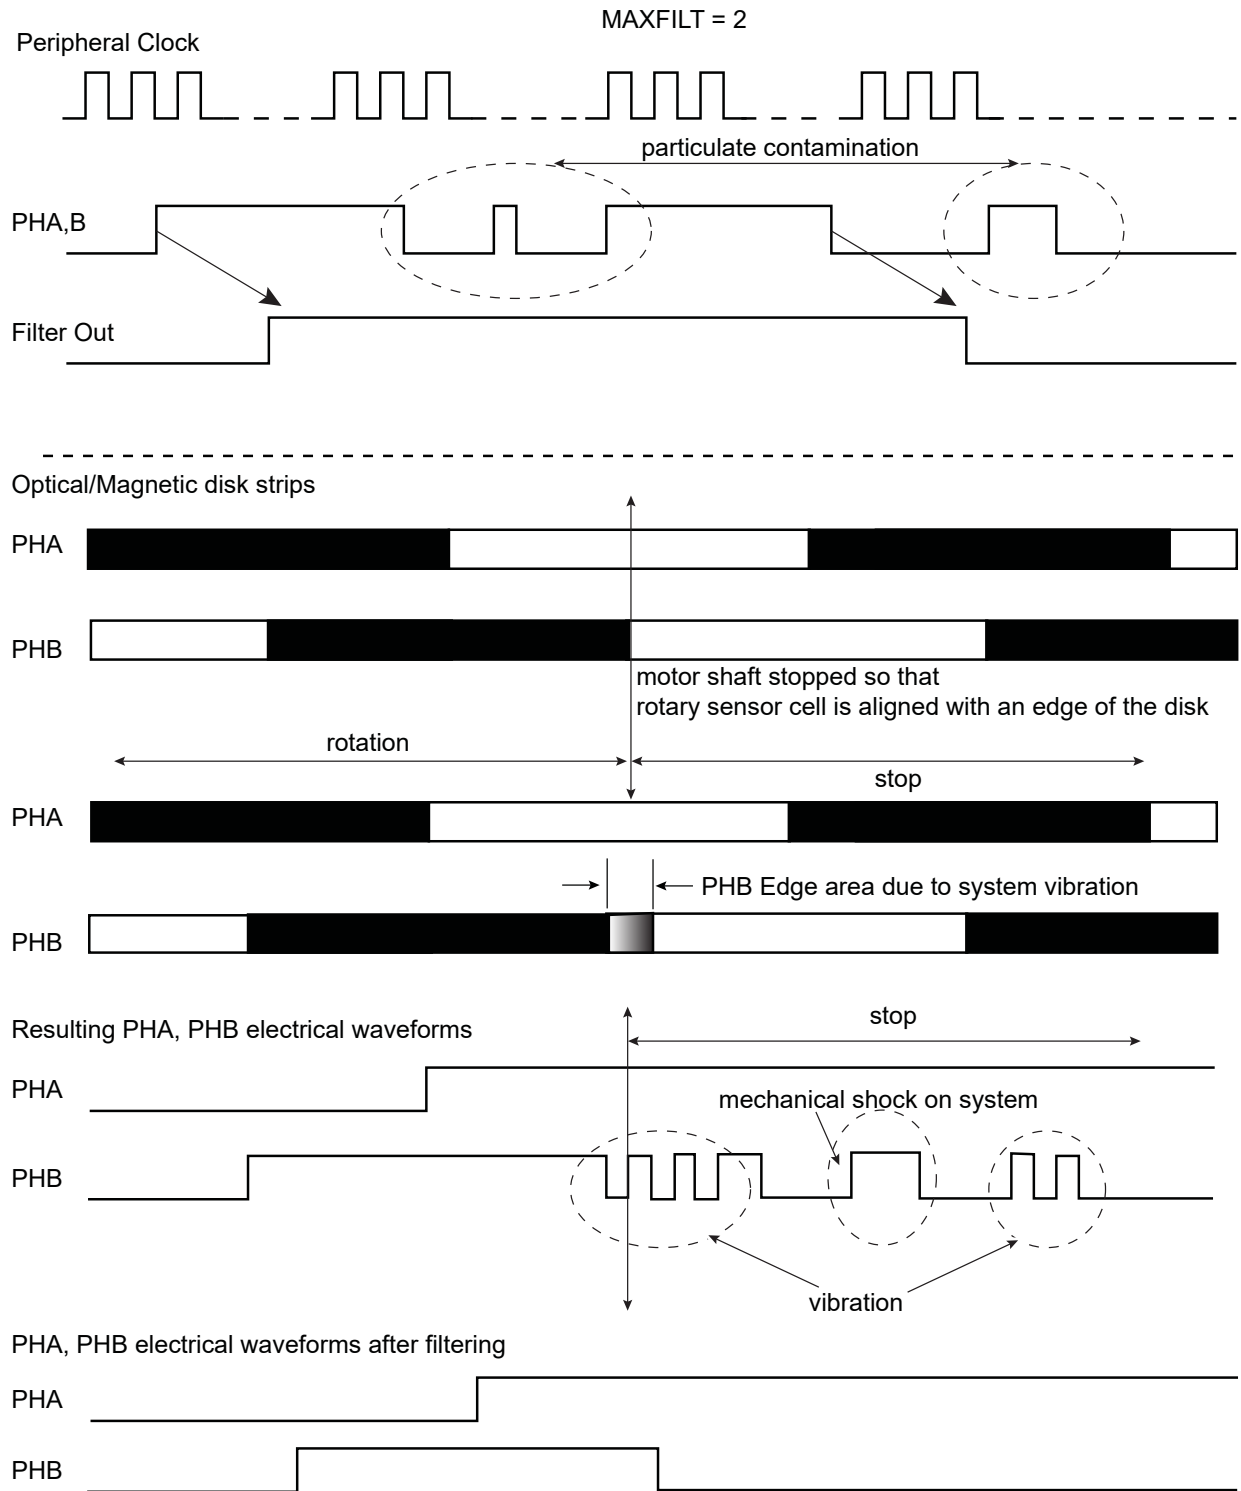 MAXFILT = 2
Peripheral Clock
particulate contamination
PHA,B
Filter Out
Optical/Magnetic disk strips
PHA
PHB
motor shaft stopped so that
rotary sensor cell is aligned with an edge of the disk
rotation
stop
PHA
PHB Edge area due to system vibration
PHB
Resulting PHA, PHB electrical waveforms
stop
PHA
mechanical shock on system
PHB
vibration
PHA, PHB electrical waveforms after filtering
PHA
PHB